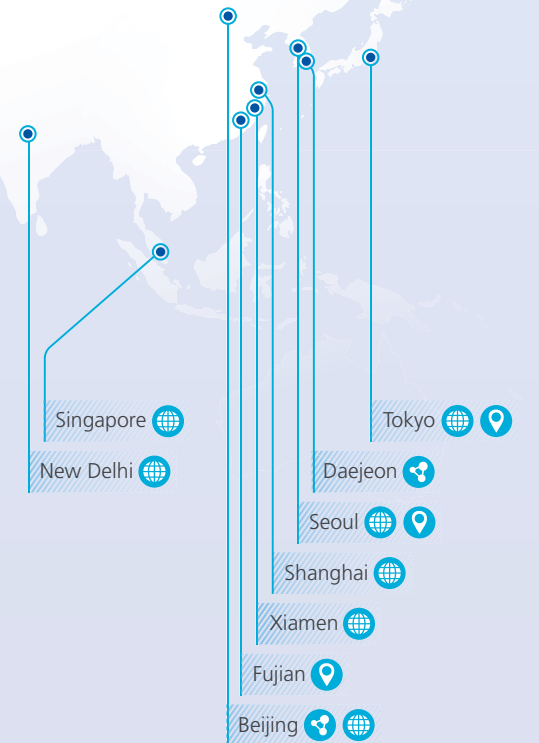 Singapore
Tokyo
New Delhi
Daejeon
Seoul
Shanghai
Xiamen
Fujian
Beijing